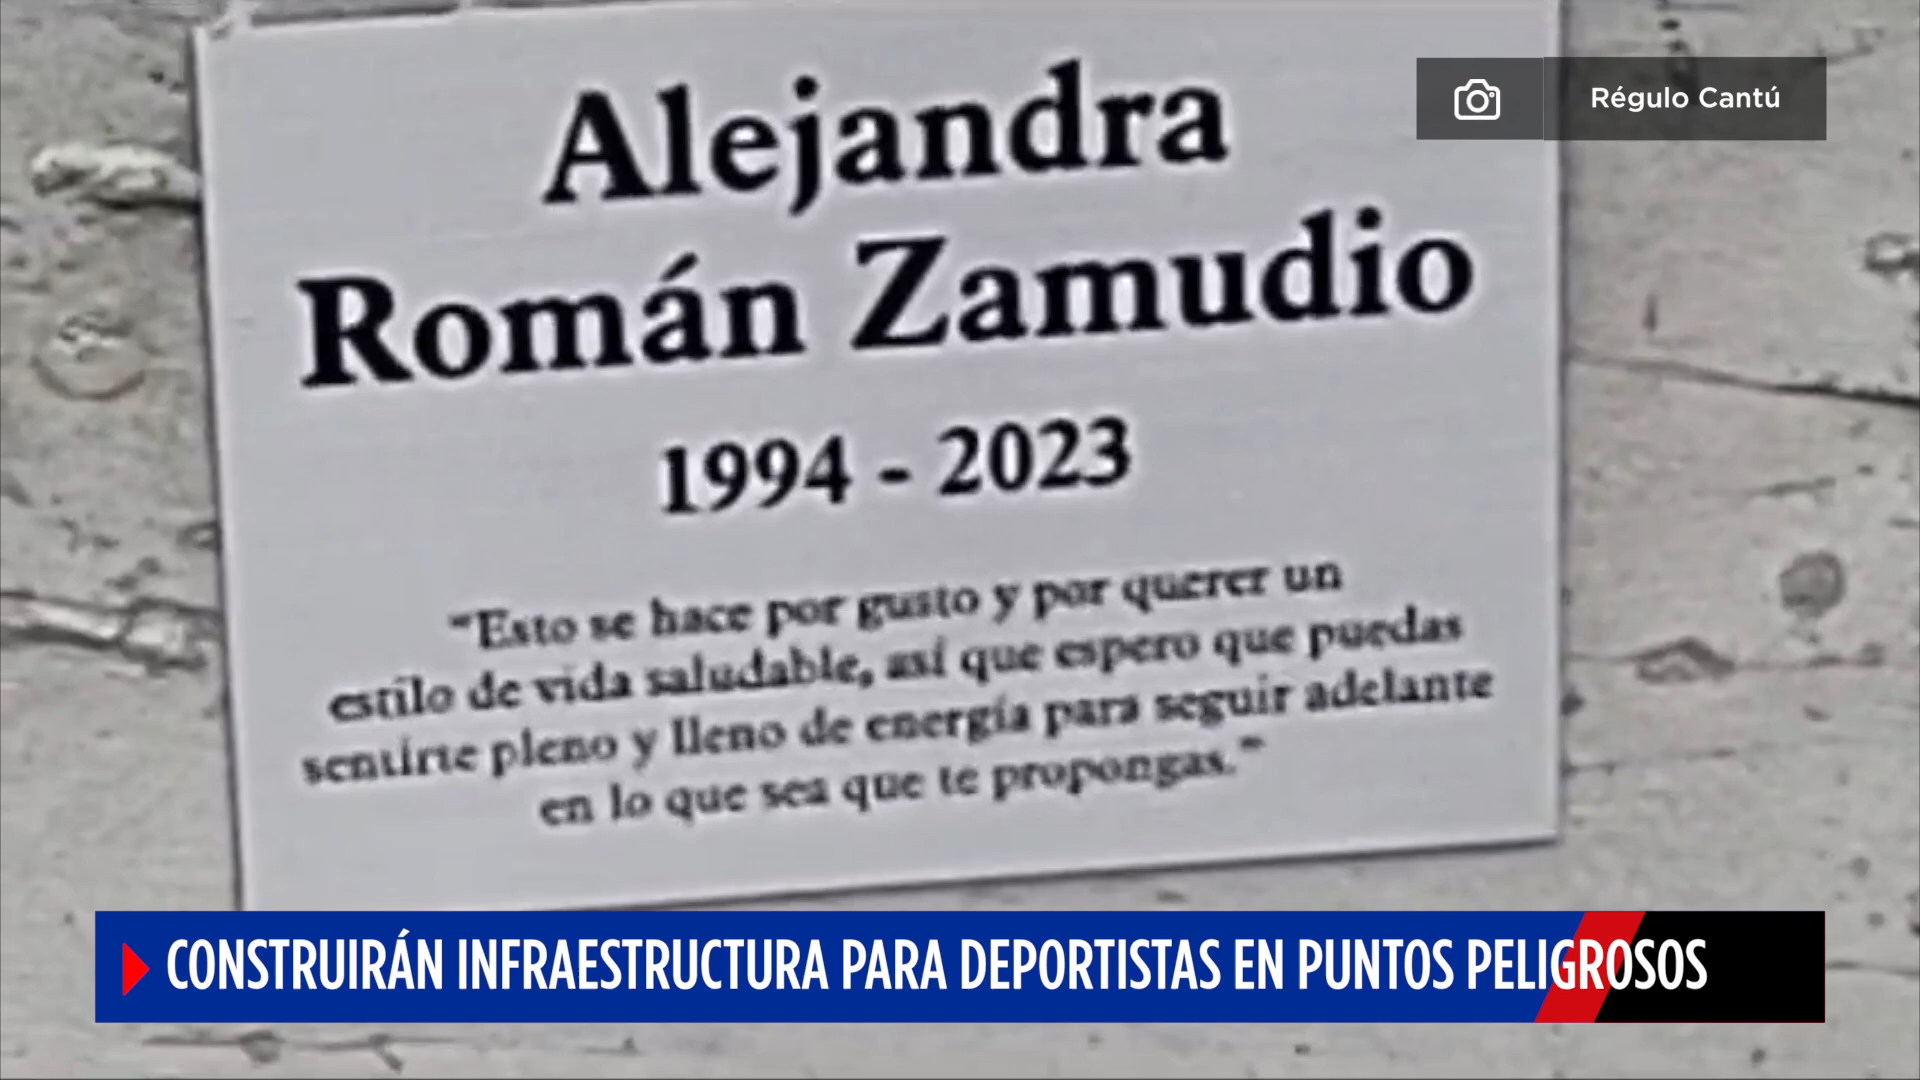 Régulo Cantú
Alejandra
Román Zamudio
1994 - 2023
"Esto se hace por gusto y por querer un
estilo de vida saludable, así que espero que puedas
sentirte pleno y lleno de energía para seguir adelante
en lo que sea que te propongas."
CONSTRUIRÁN INFRAESTRUCTURA PARA DEPORTISTAS EN PUNTOS PELIGROSOS